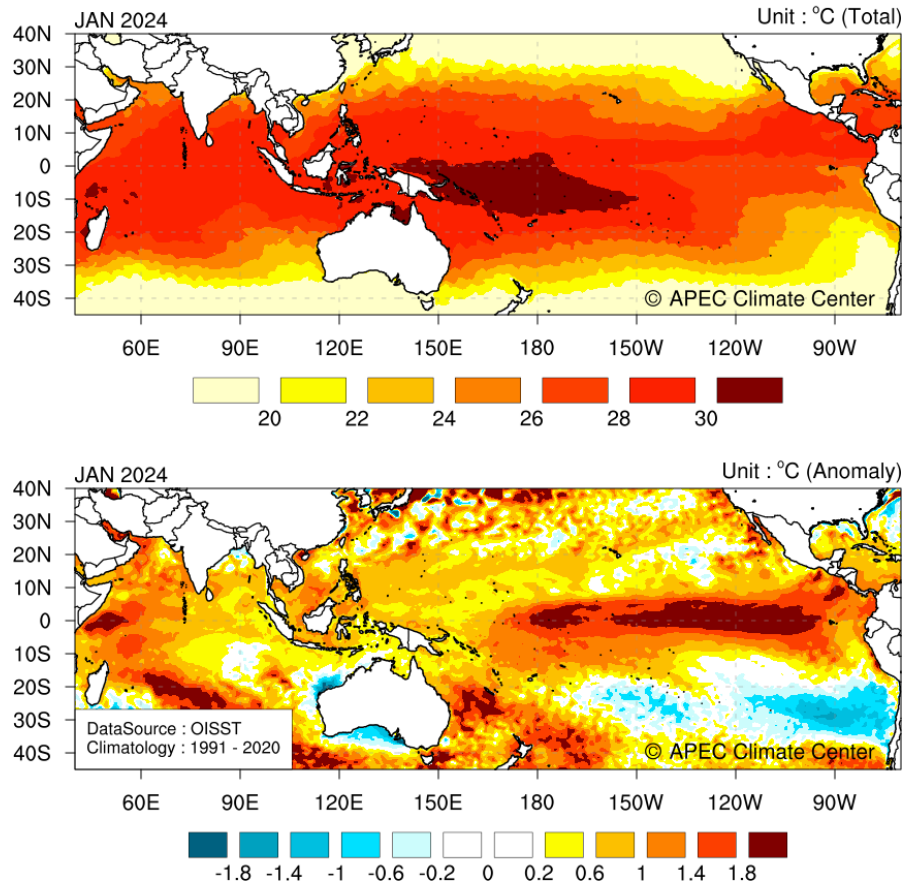 JAN 2024 Unit : °C (Total)
40N
30N
20N
10N
0
10S
20S
30S
40S
© APEC Climate Center
60E 90E 120E 150E 180 150W 120W 90W
20 22 24 26 28 30
JAN 2024 Unit : °C (Anomaly)
40N
30N
20N
10N
0
10S
20S
30S
40S
DataSource : OISST
Climatology : 1991 - 2020
© APEC Climate Center
60E 90E 120E 150E 180 150W 120W 90W
-1.8 -1.4 -1 -0.6 -0.2 0 0.2 0.6 1 1.4 1.8